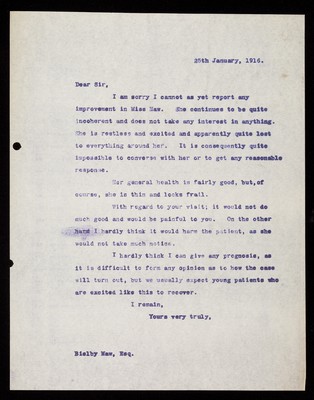 25th January, 1916.
Dear Sir,
I am sorry I cannot as yet report any
improvement in Miss Maw. She continues to be quite
incoherent and does not take any interest in anything.
She is restless and excited and apparently quite lost
to everything around her. It is consequently quite
impossible to converse with her or to get any reasonable
response.
Her general health is fairly good, but,of
course, she is thin and looks frail.
With regard to your visit; it would not do
much good and would be painful to you. On the other
hand I hardly think it would harm the patient, as she
would not take much notice.
I hardly think I can give any prognosis, as
it is difficult to form any opinion as to how the case
will turn out, but we usually expect young patients who
are excited like this to recover.
I remain,
Yours very truly,
Bielby Maw, Esq.